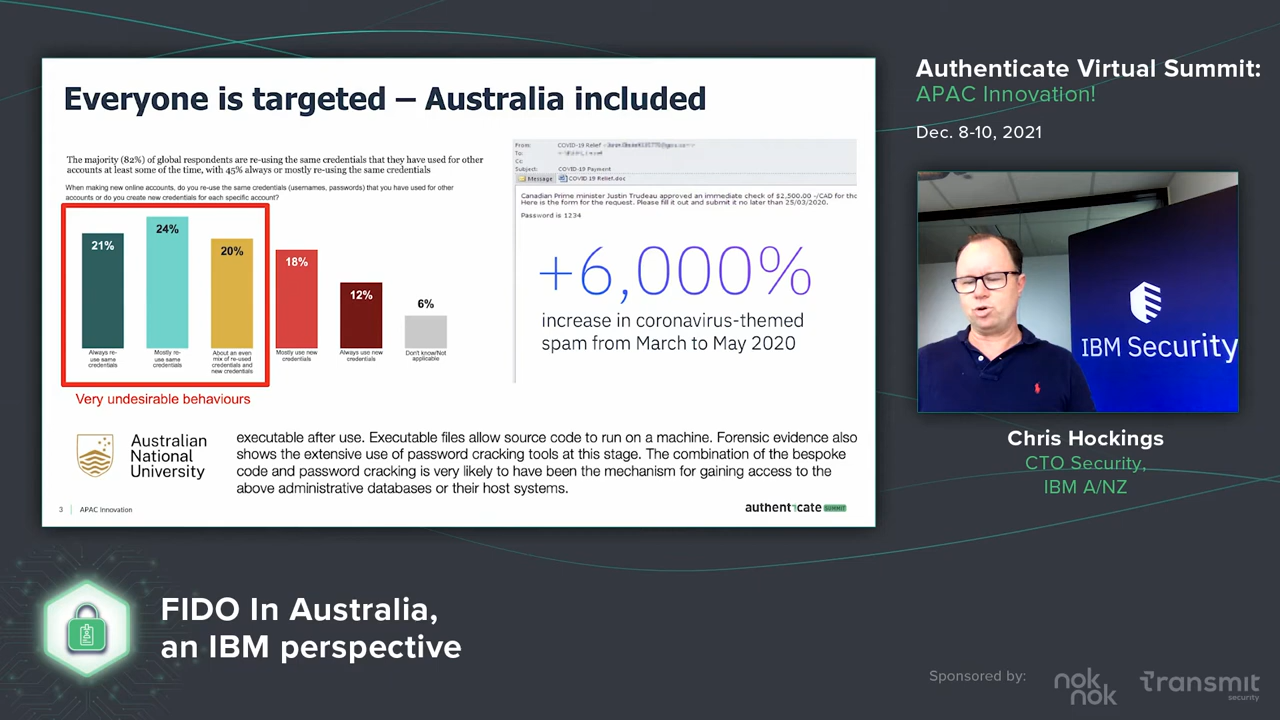 Everyone is targeted – Australia included
The majority (82%) of global respondents are re-using the same credentials that they have used for other
accounts at least some of the time, with 45% always or mostly re-using the same credentials
When making new online accounts, do you re-use the same credentials (usernames, passwords) that you have used for other
accounts or do you create new credentials for each specific account?
21%
24%
20%
18%
12%
6%
Always re-
use same
credentials
Mostly re-
use same
credentials
About an even
mix of re-used
credentials and
new credentials
Mostly use new
credentials
Always use new
credentials
Don't know/Not
applicable
Very undesirable behaviours
From:
COVID-19 Relief
To:
Cc
Subject:
COVID-19 Payment
Message
COVID 19 Relief.doc
Canadian Prime minister Justin Trudeau approved an immediate check of $2,500.00 -/CAD for the
Here is the form for the request. Please fill it out and submit it no later than 25/03/2020.
Password is 1234
+6,000%
increase in coronavirus-themed
spam from March to May 2020
Australian
National
University
executable after use. Executable files allow source code to run on a machine. Forensic evidence also
shows the extensive use of password cracking tools at this stage. The combination of the bespoke
code and password cracking is very likely to have been the mechanism for gaining access to the
above administrative databases or their host systems.
3 | APAC Innovation
authenticate SUMMIT
Authenticate Virtual Summit:
APAC Innovation!
Dec. 8-10, 2021
IBM Security
Chris Hockings
CTO Security,
IBM A/NZ
FIDO In Australia,
an IBM perspective
Sponsored by:
nok
nok
Transmit
security